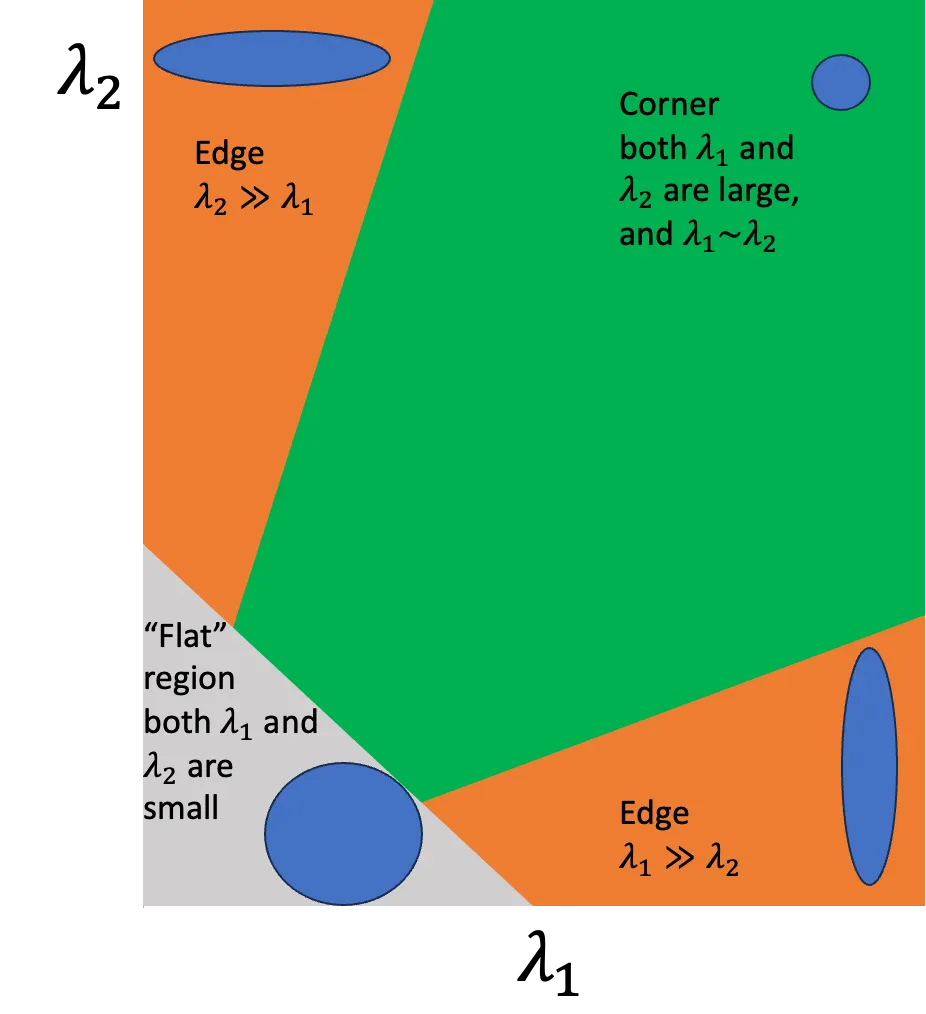 λ₂
Edge
λ₂ ≫ λ₁
Corner
both λ₁ and
λ₂ are large,
and λ₁~λ₂
“Flat”
region
both λ₁ and
λ₂ are
small
Edge
λ₁ ≫ λ₂
λ₁